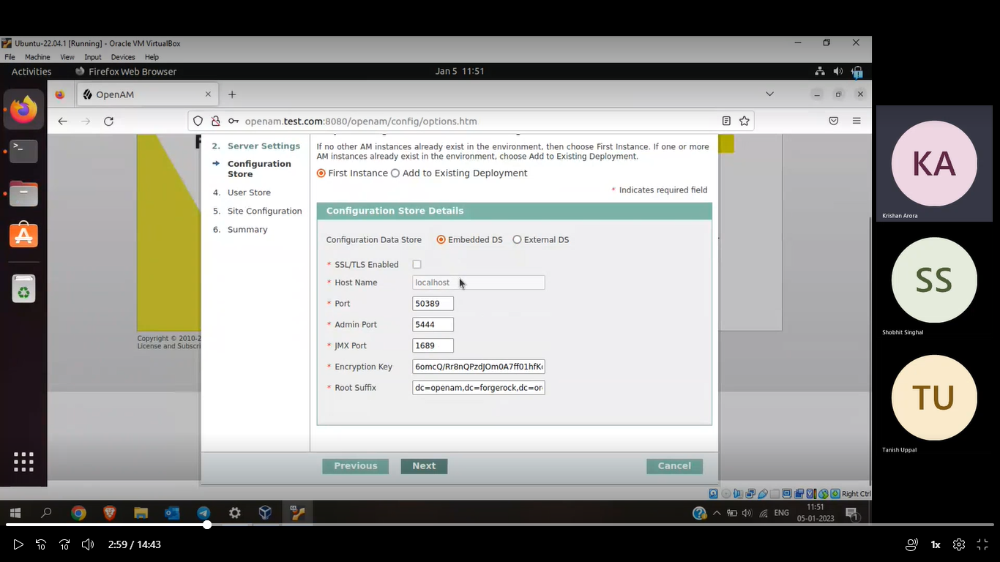 Ubuntu-22.04.1 [Running] - Oracle VM VirtualBox
File Machine View Input Devices Help
Activities Firefox Web Browser Jan 5 11:51
OpenAM
openam.test.com:8080/openam/config/options.htm
2. Server Settings
Configuration
Store
4. User Store
5. Site Configuration
6. Summary
If no other AM instances already exist in the environment, then choose First Instance. If one or more
AM instances already exist in the environment, choose Add to Existing Deployment.
First Instance Add to Existing Deployment
* Indicates required field
Configuration Store Details
Configuration Data Store Embedded DS External DS
* SSL/TLS Enabled
* Host Name localhost
* Port 50389
* Admin Port 5444
* JMX Port 1689
* Encryption Key 6omcQ/Rr8nQPzdJOm0A7ff01hfK
* Root Suffix dc=openam,dc=forgerock,dc=or
Previous Next Cancel
Copyright © 2010-2
License and Subscri
Right Ctrl
ENG
11:51
05-01-2023
1
KA
Krishan Arora
SS
Shobhit Singhal
TU
Tanish Uppal
10 10 2:59 / 14:43 1x